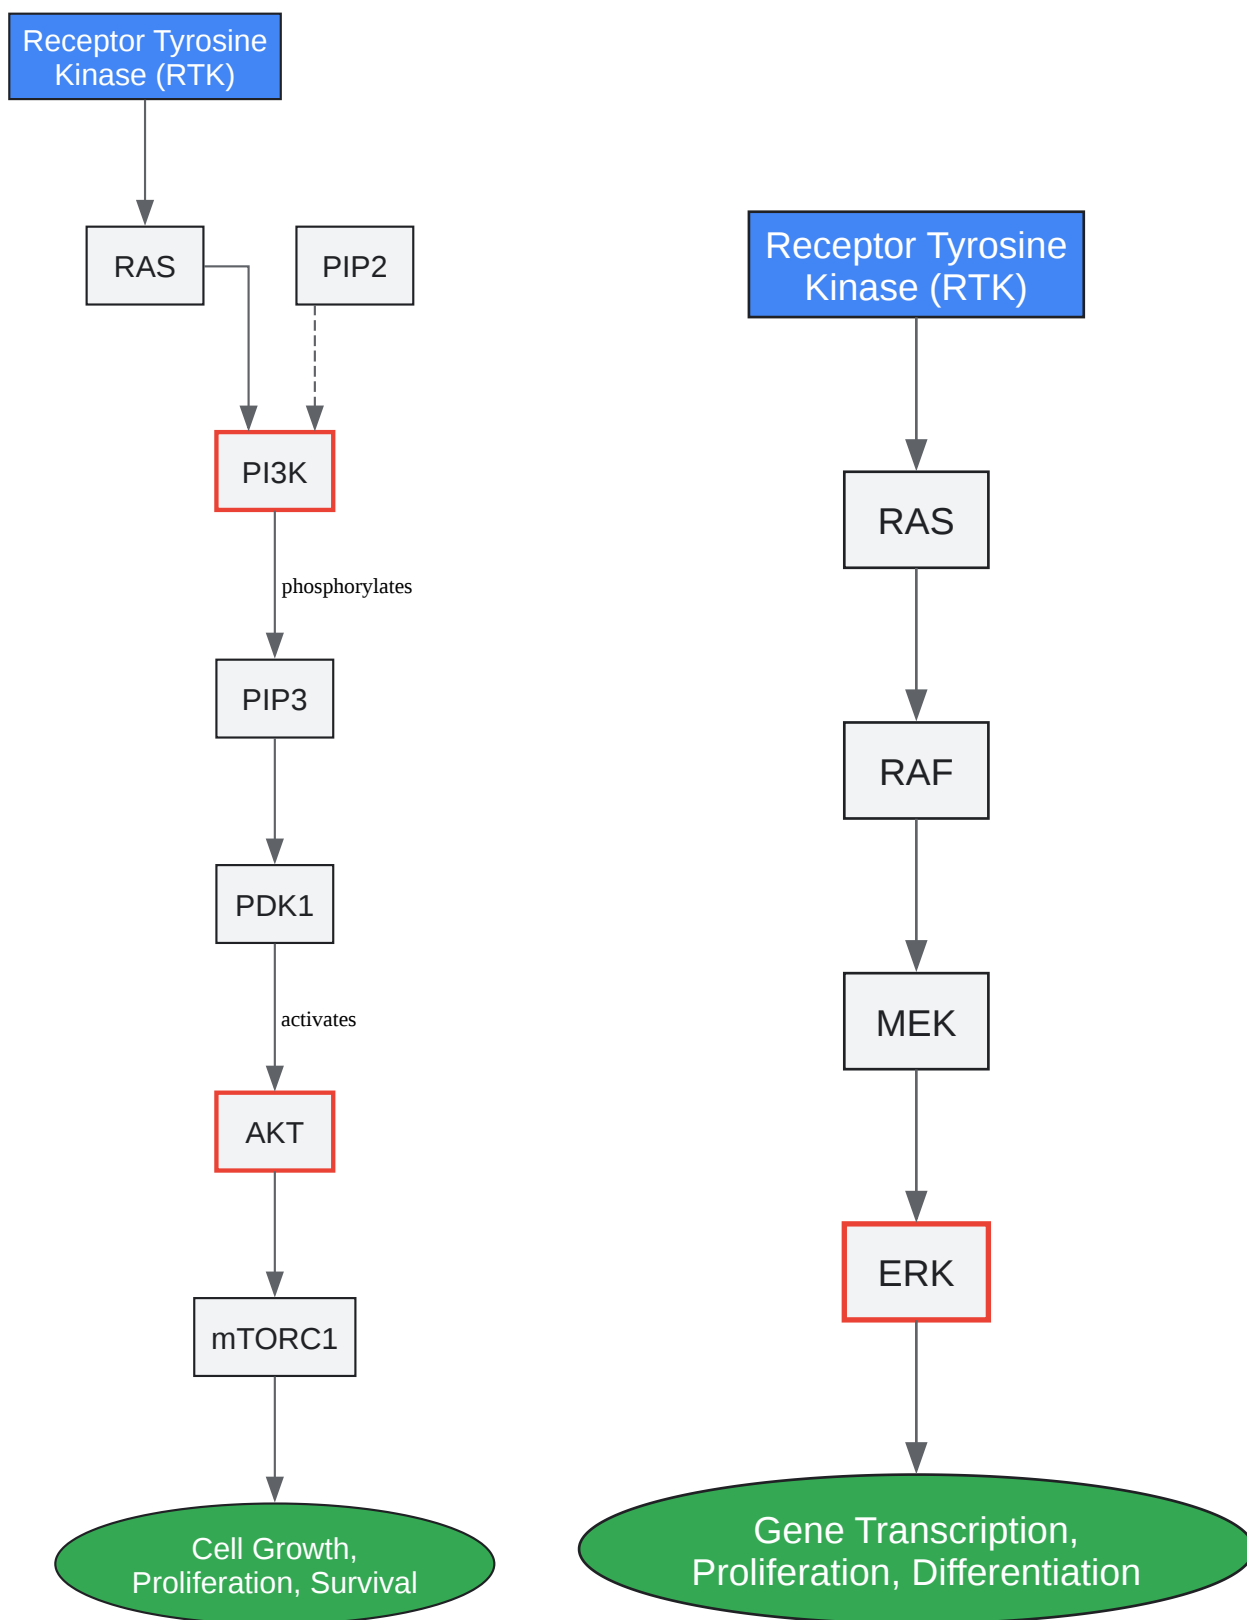 Receptor Tyrosine
Kinase (RTK)
RAS
PIP2
PI3K
phosphorylates
PIP3
PDK1
activates
AKT
mTORC1
Cell Growth,
Proliferation, Survival
Receptor Tyrosine
Kinase (RTK)
RAS
RAF
MEK
ERK
Gene Transcription,
Proliferation, Differentiation